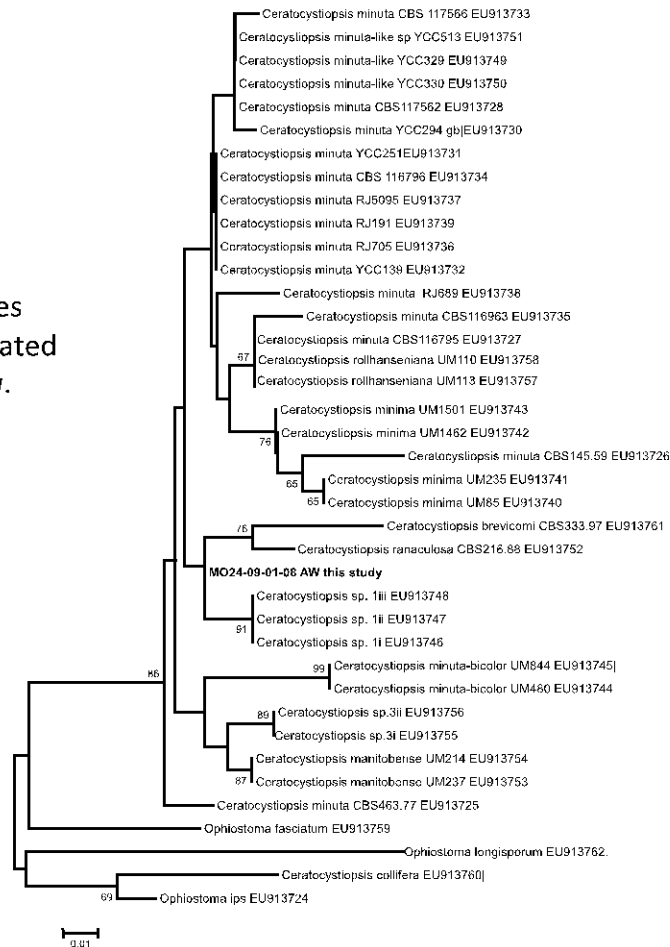 Ceratocystiopsis minuta CBS 117566 EU913733
Ceratocystiopsis minuta-like sp YCC513 EU913751
Ceratocystiopsis minuta-like YCC329 EU913749
Ceratocystiopsis minuta-like YCC330 EU913750
Ceratocystiopsis minuta CBS117562 EU913728
Ceratocystiopsis minuta YCC294 gb|EU913730
Ceratocystiopsis minuta YCC251EU913731
Ceratocystiopsis minuta CBS 116796 EU913734
Ceratocystiopsis minuta RJ5095 EU913737
Ceratocystiopsis minuta RJ191 EU913739
Ceratocystiopsis minuta RJ705 EU913736
Ceratocystiopsis minuta YCC139 EU913732
Ceratocystiopsis minuta RJ689 EU913738
es
Ceratocystiopsis minuta CBS116963 EU913735
Ceratocystiopsis minuta CBS116795 EU913727
ated
67
Ceratocystiopsis rollhanseniana UM110 EU913758
Ceratocystiopsis rollhanseniana UM113 EU913757
Ceratocystiopsis minima UM1501 EU913743
Ceratocystiopsis minima UM1462 EU913742
76
Ceratocystiopsis minuta CBS145.59 EU913726
65
Ceratocystiopsis minima UM235 EU913741
65
Ceratocystiopsis minima UM85 EU913740
76
Ceratocystiopsis brevicomi CBS333.97 EU913761
Ceratocystiopsis ranaculosa CBS216.88 EU913752
MO24-09-01-08 AW this study
Ceratocystiopsis sp. 1iii EU913748
Ceratocystiopsis sp. 1ii EU913747
91
Ceratocystiopsis sp. 1i EU913746
99
Ceratocystiopsis minuta-bicolor UM844 EU913745|
86
Ceratocystiopsis minuta-bicolor UM480 EU913744
89
Ceratocystiopsis sp.3ii EU913756
Ceratocystiopsis sp.3i EU913755
Ceratocystiopsis manitobense UM214 EU913754
87
Ceratocystiopsis manitobense UM237 EU913753
Ceratocystiopsis minuta CBS463.77 EU913725
Ophiostoma fasciatum EU913759
Ophiostoma longisporum EU913762.
Ceratocystiopsis collifera EU913760|
69
Ophiostoma ips EU913724
0.01